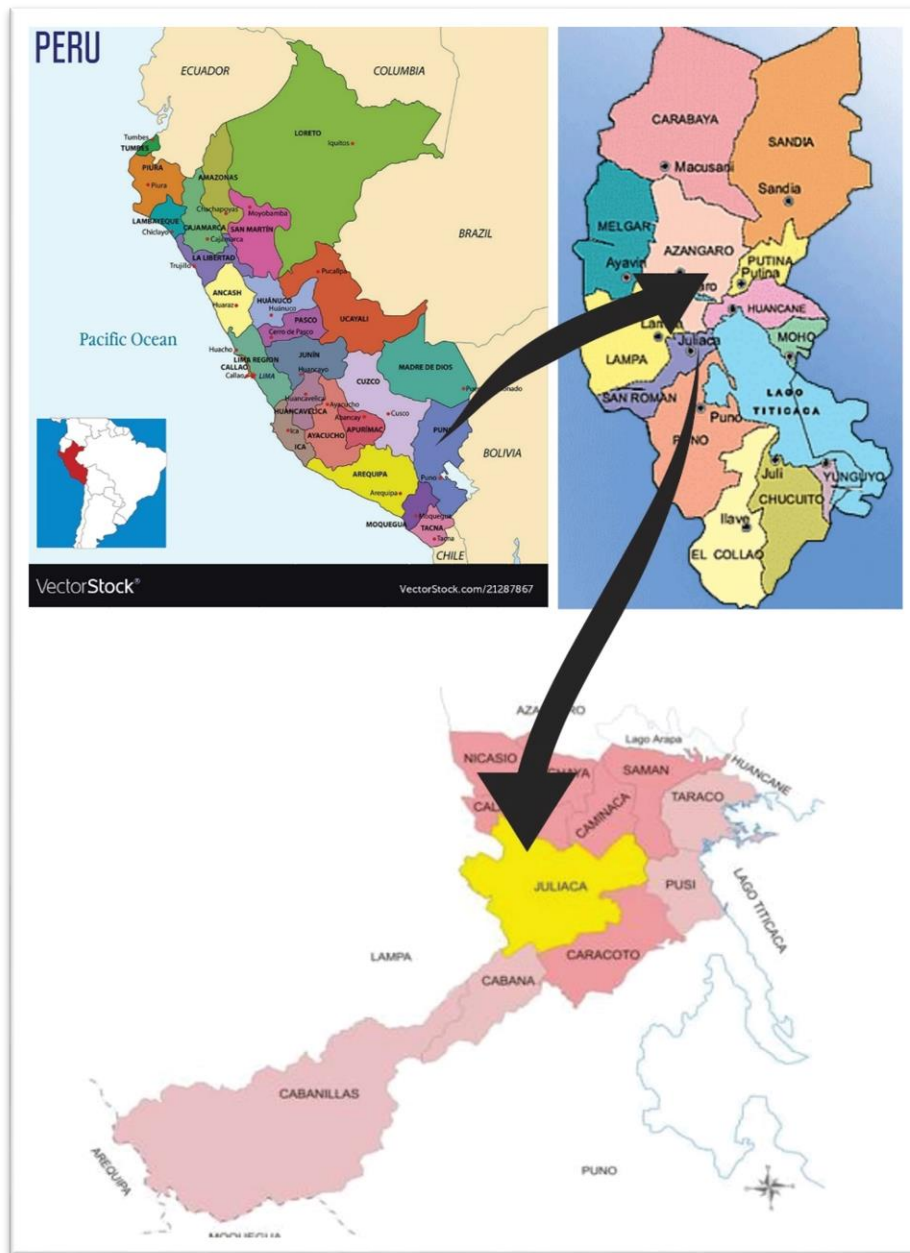 PERU
ECUADOR
COLOMBIA
Tumbes
TUMBES
LORETO
Iquitos
PIURA
Piura
AMAZONAS
Chachapoyas
Moyobamba
LAMBAYEQUE
CAJAMARCA
SAN MARTÍN
Chiclayo
Cajamarca
BRAZIL
LA LIBERTAD
Trujillo
Pucallpa
ANCASH
HUÁNUCO
Huaraz
Huánuco
UCAYALI
PASCO
Cerro de Pasco
Pacific Ocean
Huacho
LIMA REGION
JUNÍN
CALLAO
MADRE DE DIOS
Callao
LIMA
Huancayo
CUZCO
Huancavelica
HUANCAVELICA
Ayacucho
Abancay
Cusco
Ica
AYACUCHO
APURÍMAC
ICA
BOLIVIA
AREQUIPA
Puno
Arequipa
MOQUEGUA
Moquegua
TACNA
Tacna
CHILE
VectorStock®
VectorStock.com/21287867
CARABAYA
SANDIA
Macusani
Sandia
MELGAR
AZANGARO
PUTINA
Ayaviri
Putina
HUANCANE
MOHO
LAMPA
Juliaca
SAN ROMAN
LAGO
TITICACA
Puno
Juli
YUNGUYO
CHUCUITO
Ilave
EL COLLAO
Lago Arapa
NICASIO
SAMAN
HUANCANE
TARACO
CAMINACA
JULIACA
PUSI
LAGO TITICACA
LAMPA
CARACOTO
CABANA
CABANILLAS
AREQUIPA
PUNO
MOQUEGUA